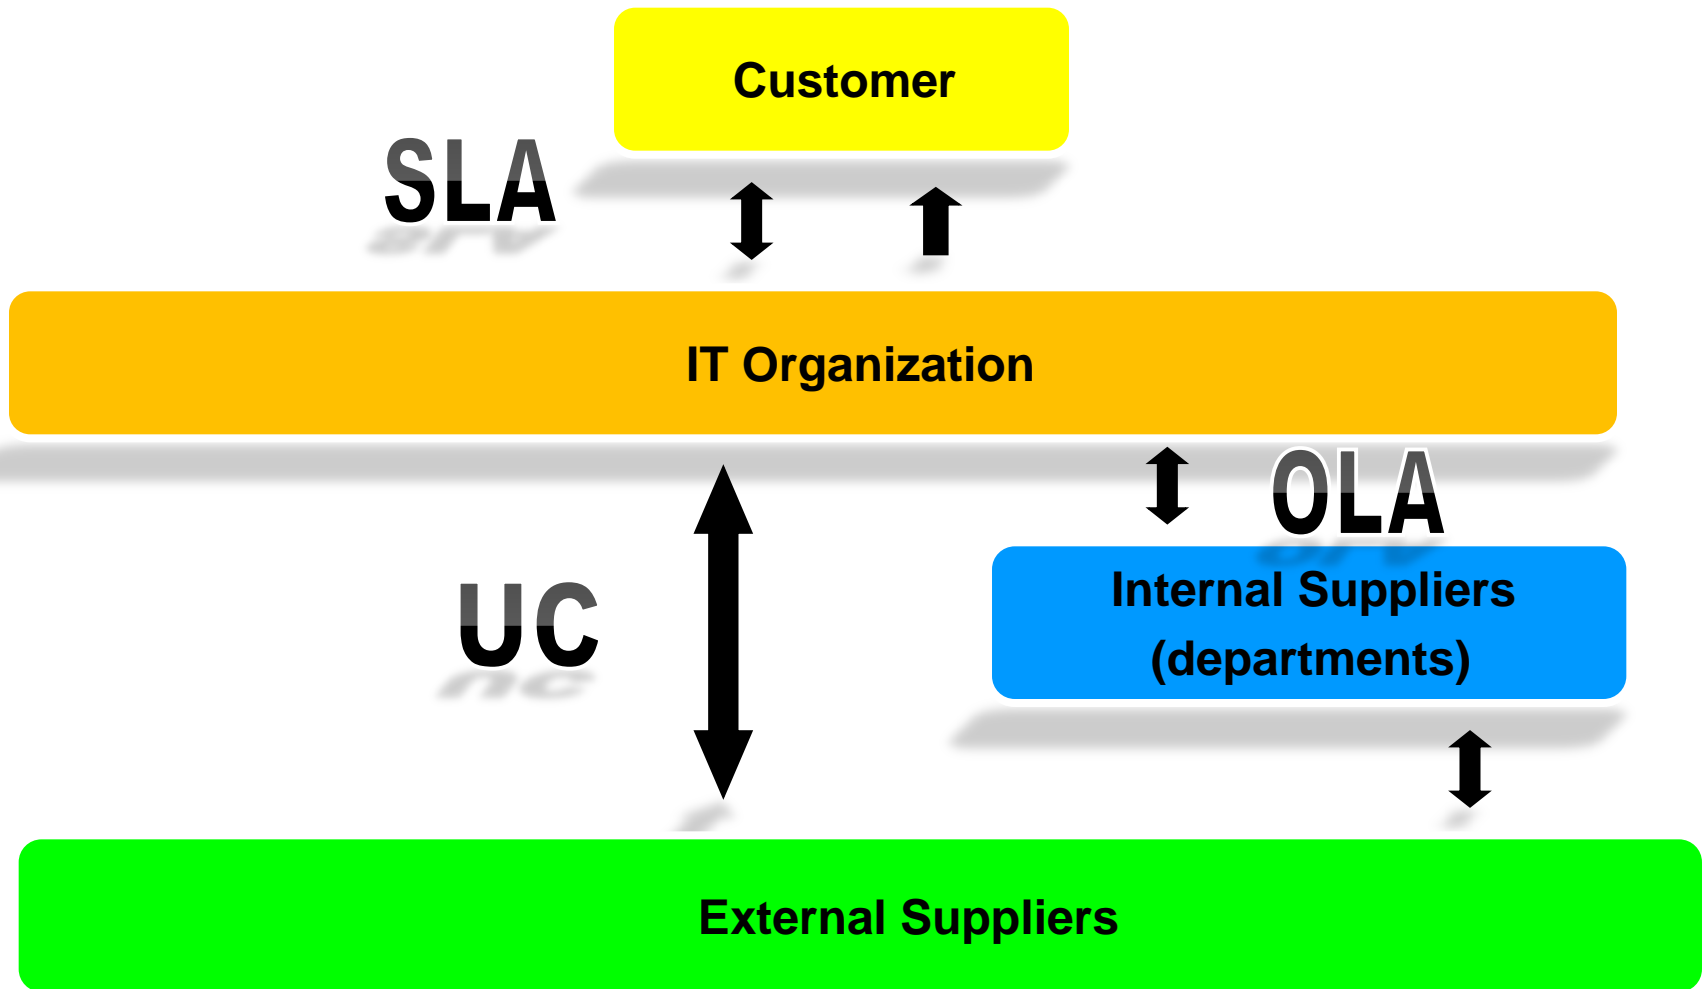 Customer
SLA
IT Organization
OLA
Internal Suppliers
(departments)
UC
External Suppliers